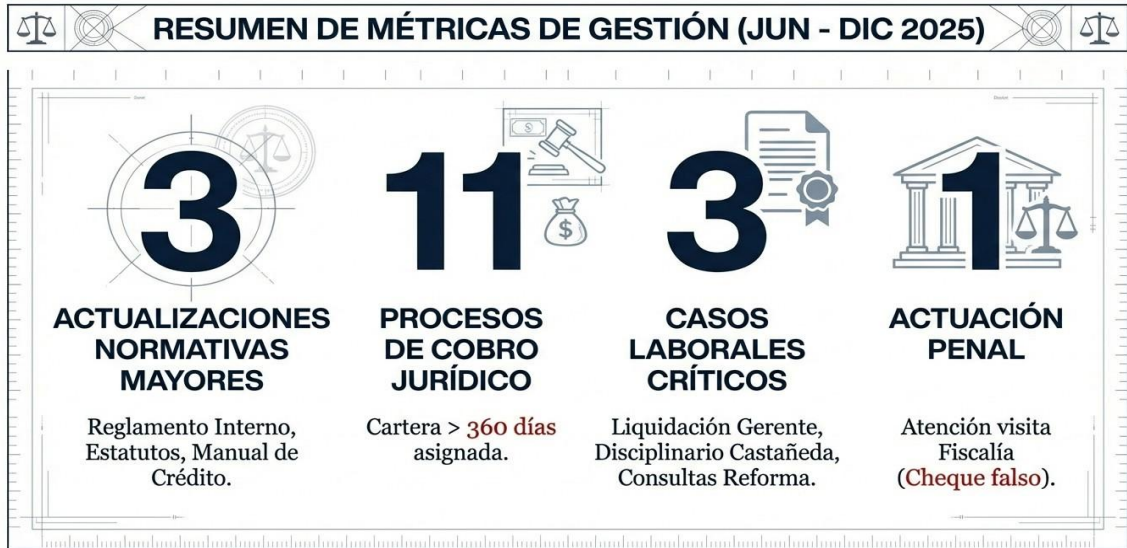 RESUMEN DE MÉTRICAS DE GESTIÓN (JUN - DIC 2025)
3
ACTUALIZACIONES
NORMATIVAS
MAYORES
Reglamento Interno,
Estatutos, Manual de
Crédito.
11
PROCESOS
DE COBRO
JURÍDICO
Cartera > 360 días
asignada.
3
CASOS
LABORALES
CRÍTICOS
Liquidación Gerente,
Disciplinario Castañeda,
Consultas Reforma.
1
ACTUACIÓN
PENAL
Atención visita
Fiscalía
(Cheque falso).
$
$